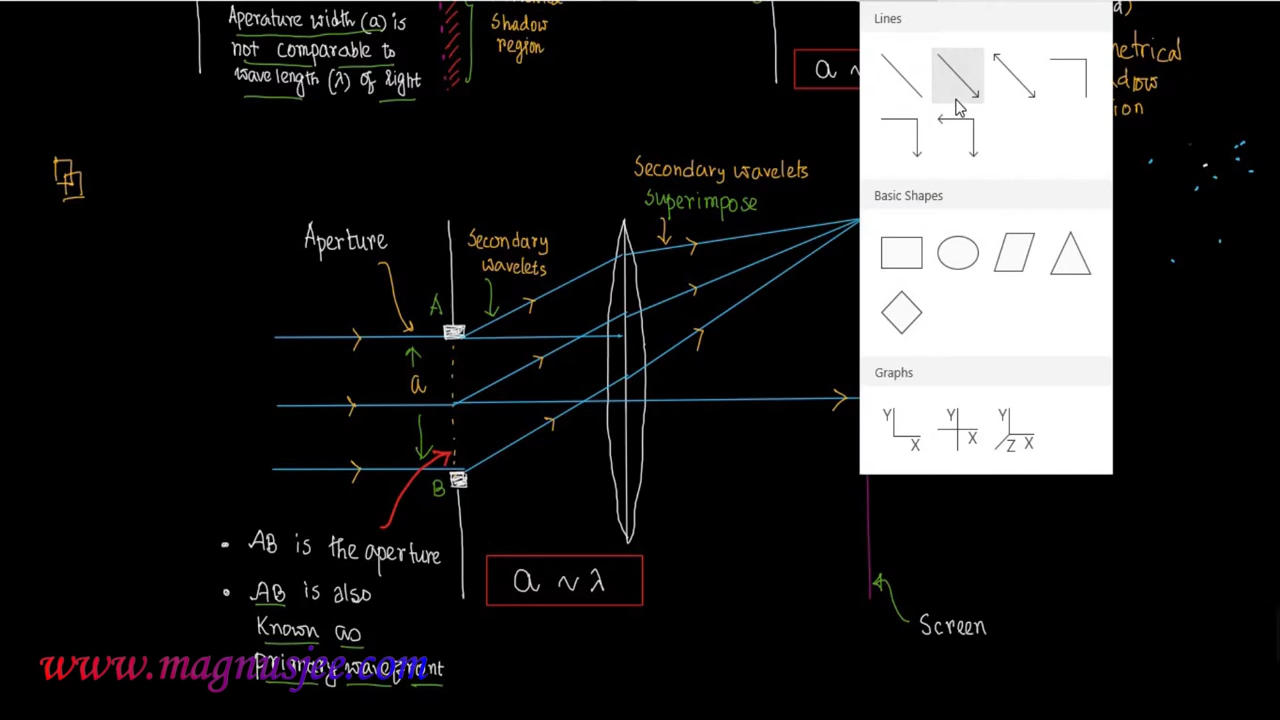 Aperature width (a) is
not comparable to
wavelength (λ) of light
Shadow
region
a ~
Lines
Basic Shapes
Graphs
Y X
Y X
Y Z X
Secondary wavelets
Superimpose
Aperture
Secondary
wavelets
A
a
B
• AB is the aperture
• AB is also
Known as
Primary wavefront
a ~ λ
Screen
www.magnusjee.com